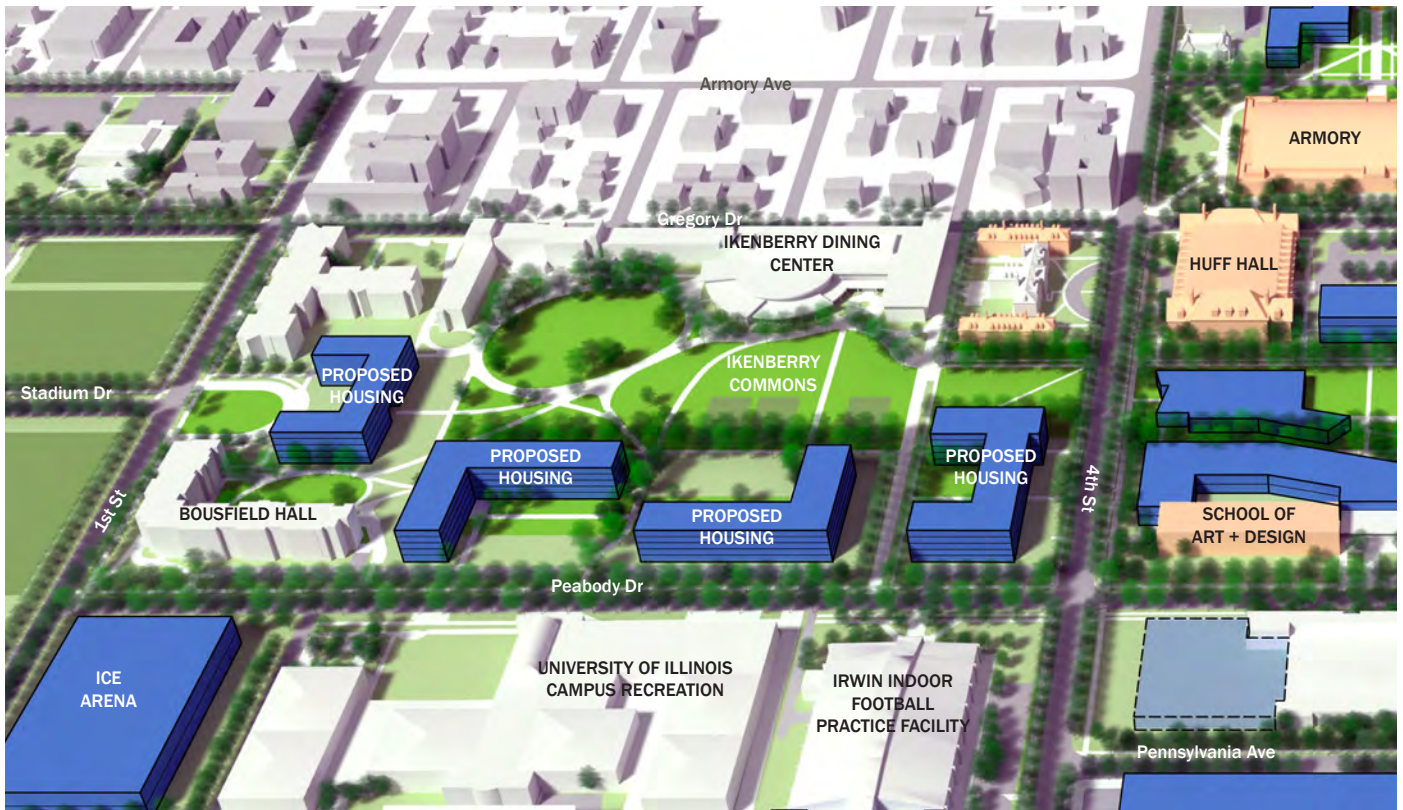 Armory Ave
ARMORY
Gregory Dr
IKENBERRY DINING
CENTER
HUFF HALL
IKENBERRY
COMMONS
PROPOSED
HOUSING
Stadium Dr
PROPOSED
HOUSING
PROPOSED
HOUSING
PROPOSED
HOUSING
4th St
1st St
BOUSFIELD HALL
SCHOOL OF
ART + DESIGN
Peabody Dr
ICE
ARENA
UNIVERSITY OF ILLINOIS
CAMPUS RECREATION
IRWIN INDOOR
FOOTBALL
PRACTICE FACILITY
Pennsylvania Ave